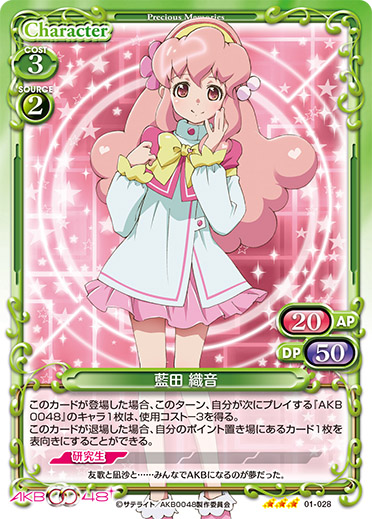 Precious Memories
Character
COST
3
SOURCE
2
20 AP
DP 50
藍田 織音
このカードが登場した場合、このターン、自分が次にプレイする「AKB
0048」のキャラ1枚は、使用コスト-3を得る。
このカードが退場した場合、自分のポイント置き場にあるカード1枚を
表向きにすることができる。
研究生
友歌と凪沙と……みんなでAKBになるのが夢だった。
AKB0048
©サテライト／AKB0048製作委員会
01-028